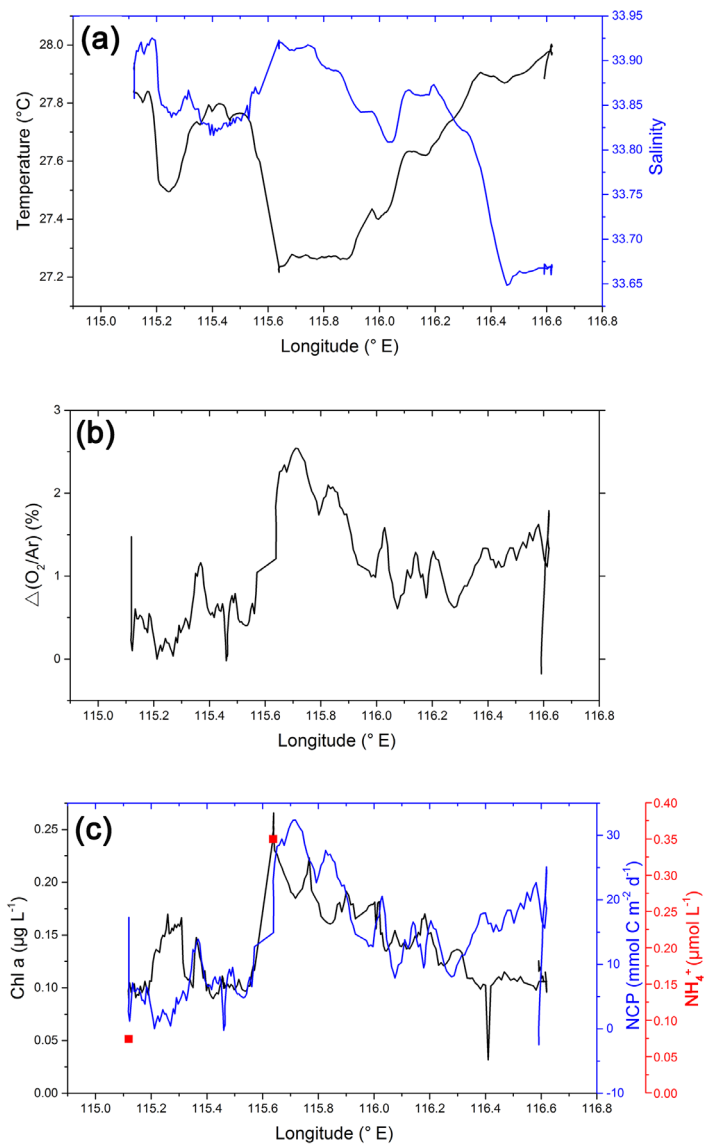 (a)
28.0
27.8
27.6
27.4
27.2
Temperature (°C)
33.95
33.90
33.85
33.80
33.75
33.70
33.65
Salinity
115.0 115.2 115.4 115.6 115.8 116.0 116.2 116.4 116.6 116.8
Longitude (° E)
(b)
3
2
1
0
△(O₂/Ar) (%)
115.0 115.2 115.4 115.6 115.8 116.0 116.2 116.4 116.6 116.8
Longitude (° E)
(c)
0.25
0.20
0.15
0.10
0.05
0.00
Chl a (µg L⁻¹)
30
20
10
0
-10
NCP (mmol C m⁻² d⁻¹)
0.40
0.35
0.30
0.25
0.20
0.15
0.10
0.05
0.00
NH₄⁺ (µmol L⁻¹)
115.0 115.2 115.4 115.6 115.8 116.0 116.2 116.4 116.6 116.8
Longitude (° E)